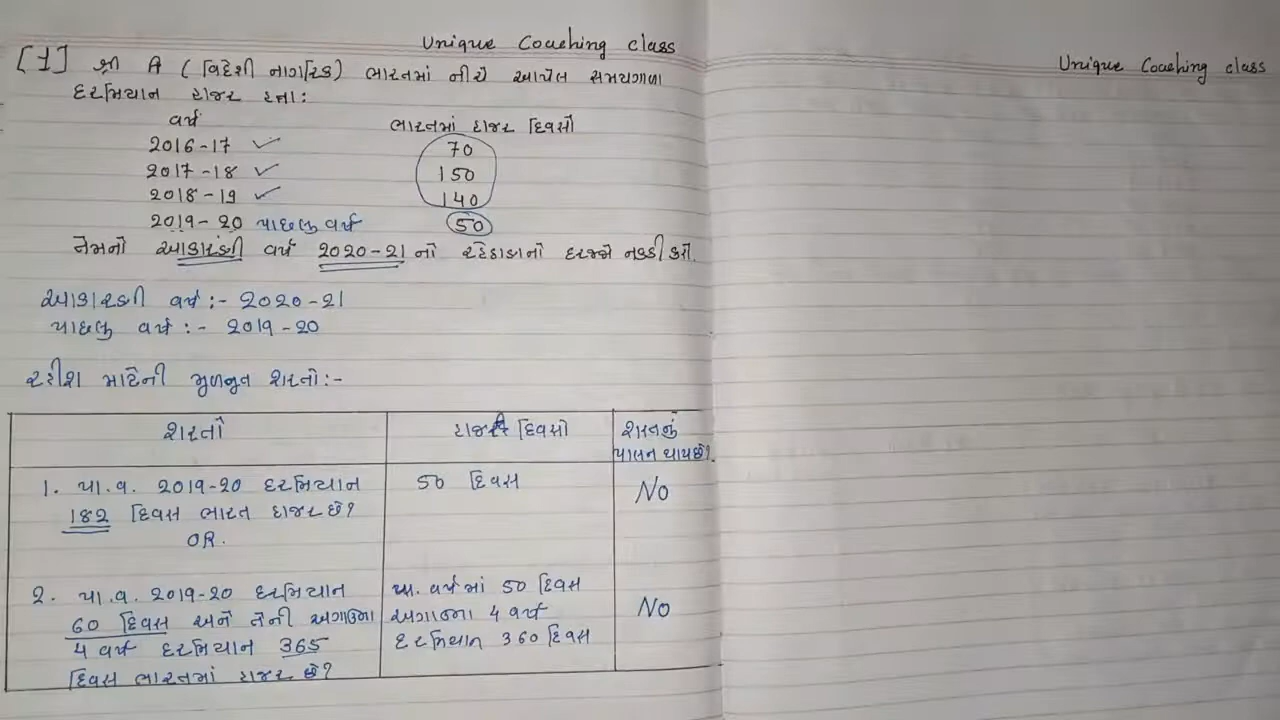 Unique Coaching class
[1] શ્રી A (વિદેશી નાગરિક) ભારતમાં નીચે આપેલ સમયગાળા
દરમિયાન હાજર હતા:
વર્ષ ભારતમાં હાજર દિવસો
2016-17 ✓ 70
2017-18 ✓ 150
2018-19 ✓ 140
2019-20 પાછલુ વર્ષ 50
તેમનો આકારણી વર્ષ 2020-21 નો રહેઠાણનો દરજ્જો નક્કી કરો.
આકારણી વર્ષ :- 2020-21
પાછલુ વર્ષ :- 2019-20
રહીશ માટેની મુળભુત શરતો:-
શરતો હાજરી દિવસો શરતનું
પાલન થાય છે?
1. પા.વ. 2019-20 દરમિયાન 50 દિવસ No
182 દિવસ ભારત હાજર છે?
OR.
2. પા.વ. 2019-20 દરમિયાન પા. વર્ષમાં 50 દિવસ No
60 દિવસ અને તેની અગાઉના અગાઉના 4 વર્ષ
4 વર્ષ દરમિયાન 365 દરમિયાન 360 દિવસ
દિવસ ભારતમાં હાજર છે?
Unique Coaching class